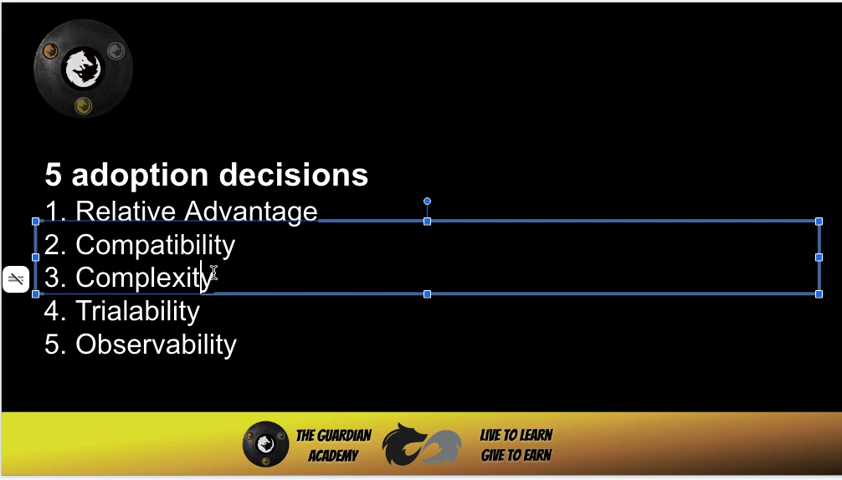 5 adoption decisions
1. Relative Advantage
2. Compatibility
3. Complexity
4. Trialability
5. Observability
THE GUARDIAN
ACADEMY
LIVE TO LEARN
GIVE TO EARN